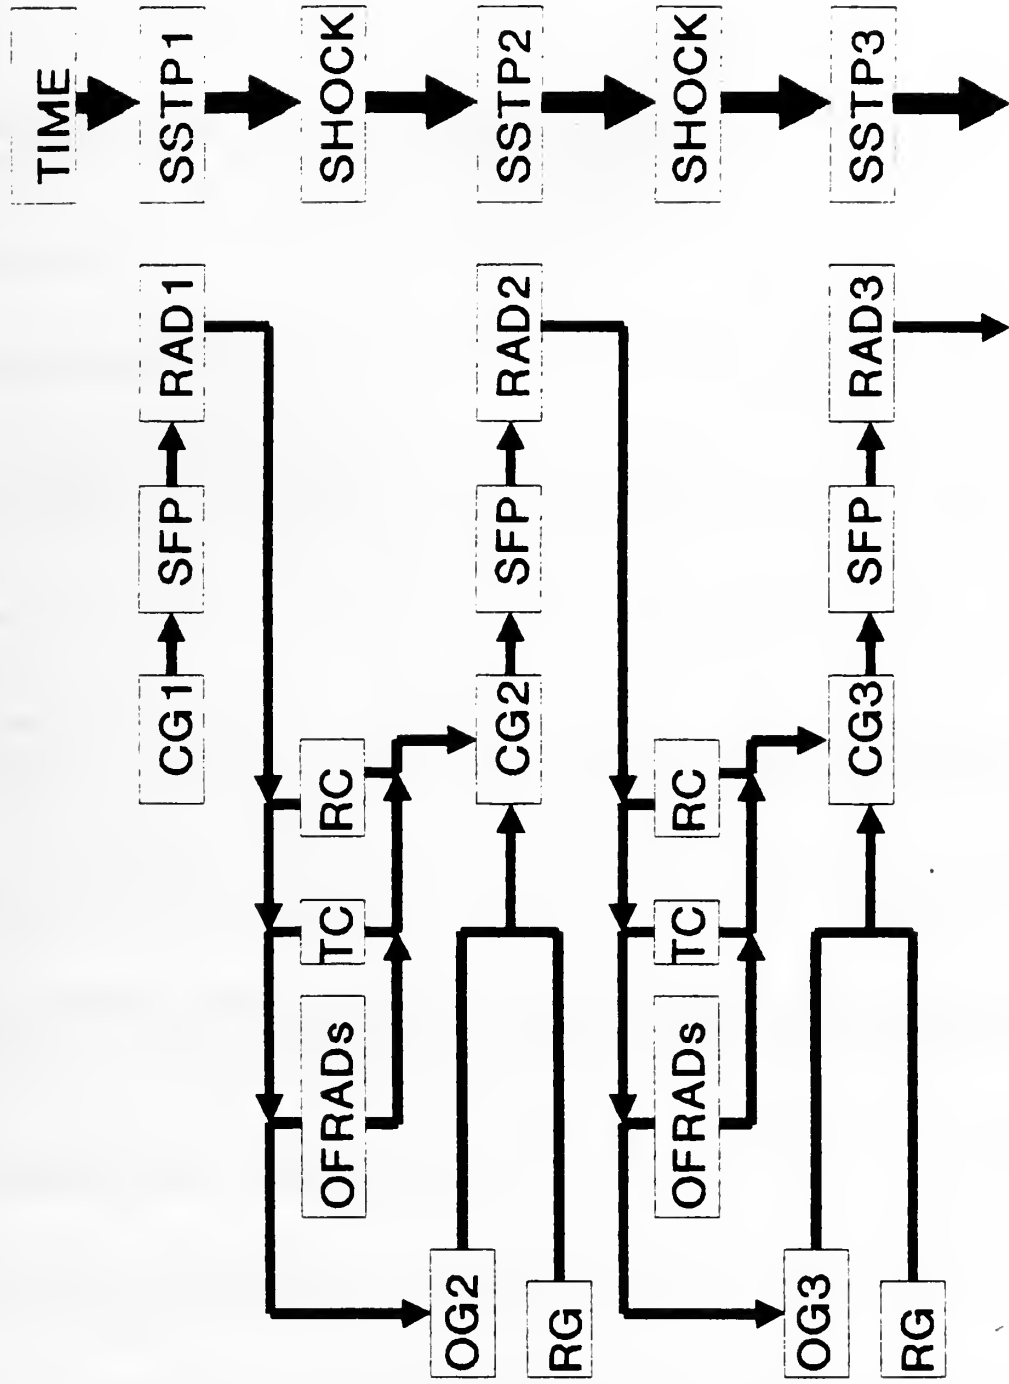 TIME
CG1
SFP
RAD1
SSTP1
OFRADs
TC
RC
SHOCK
OG2
CG2
SFP
RAD2
SSTP2
RG
OFRADs
TC
RC
SHOCK
OG3
CG3
SFP
RAD3
SSTP3
RG